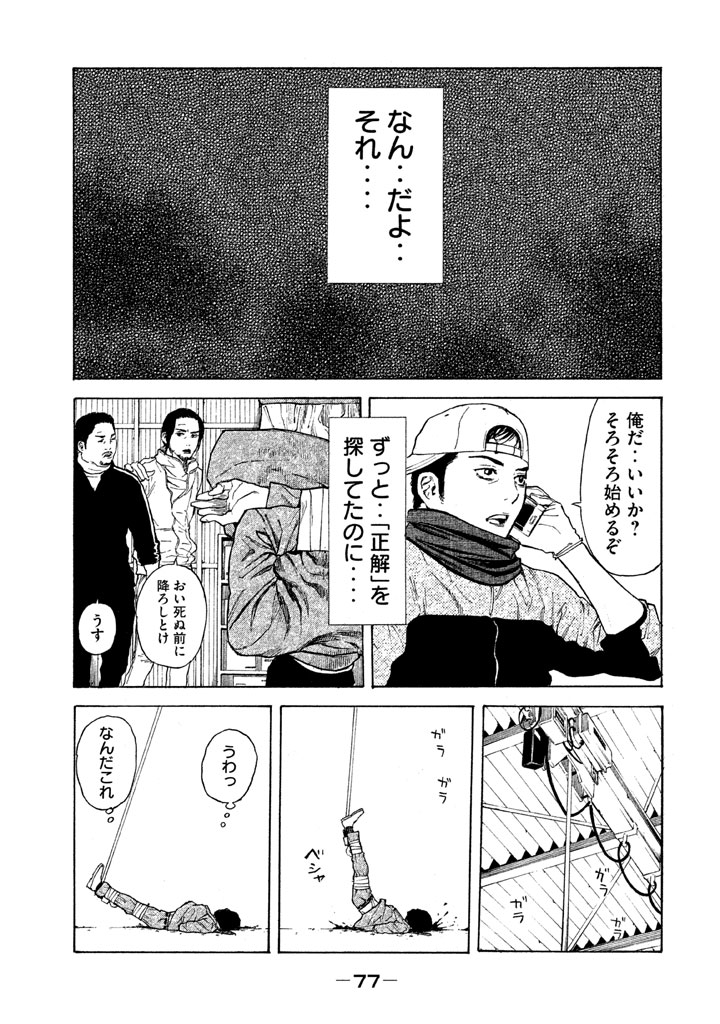 なん‥だよ‥
それ‥‥
俺だ‥いいか?
そろそろ始めるぞ
ずっと‥「正解」を
探してたのに‥‥
おい死ぬ前に
降ろしとけ
うす
ガラ
ガラ
ガラ
ガラ
ガラ
ベシャ
うわっ
なんだこれ
—77—